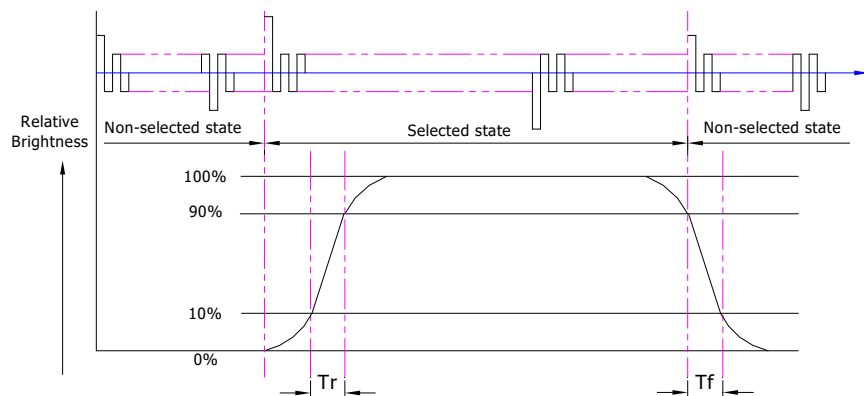 Relative
Brightness
Non-selected state
Selected state
Non-selected state
100%
90%
10%
0%
Tr
Tf